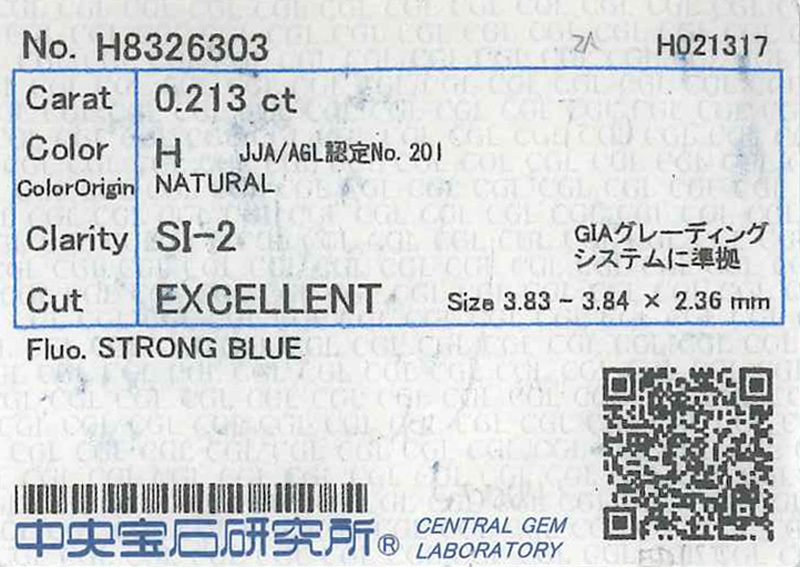 No. H8326303 H021317
Carat 0.213 ct
Color H JJA/AGL認定No.201
ColorOrigin NATURAL
Clarity SI-2 GIAグレーディング
システムに準拠
Cut EXCELLENT Size 3.83 ~ 3.84 × 2.36 mm
Fluo. STRONG BLUE
中央宝石研究所® CENTRAL GEM
LABORATORY